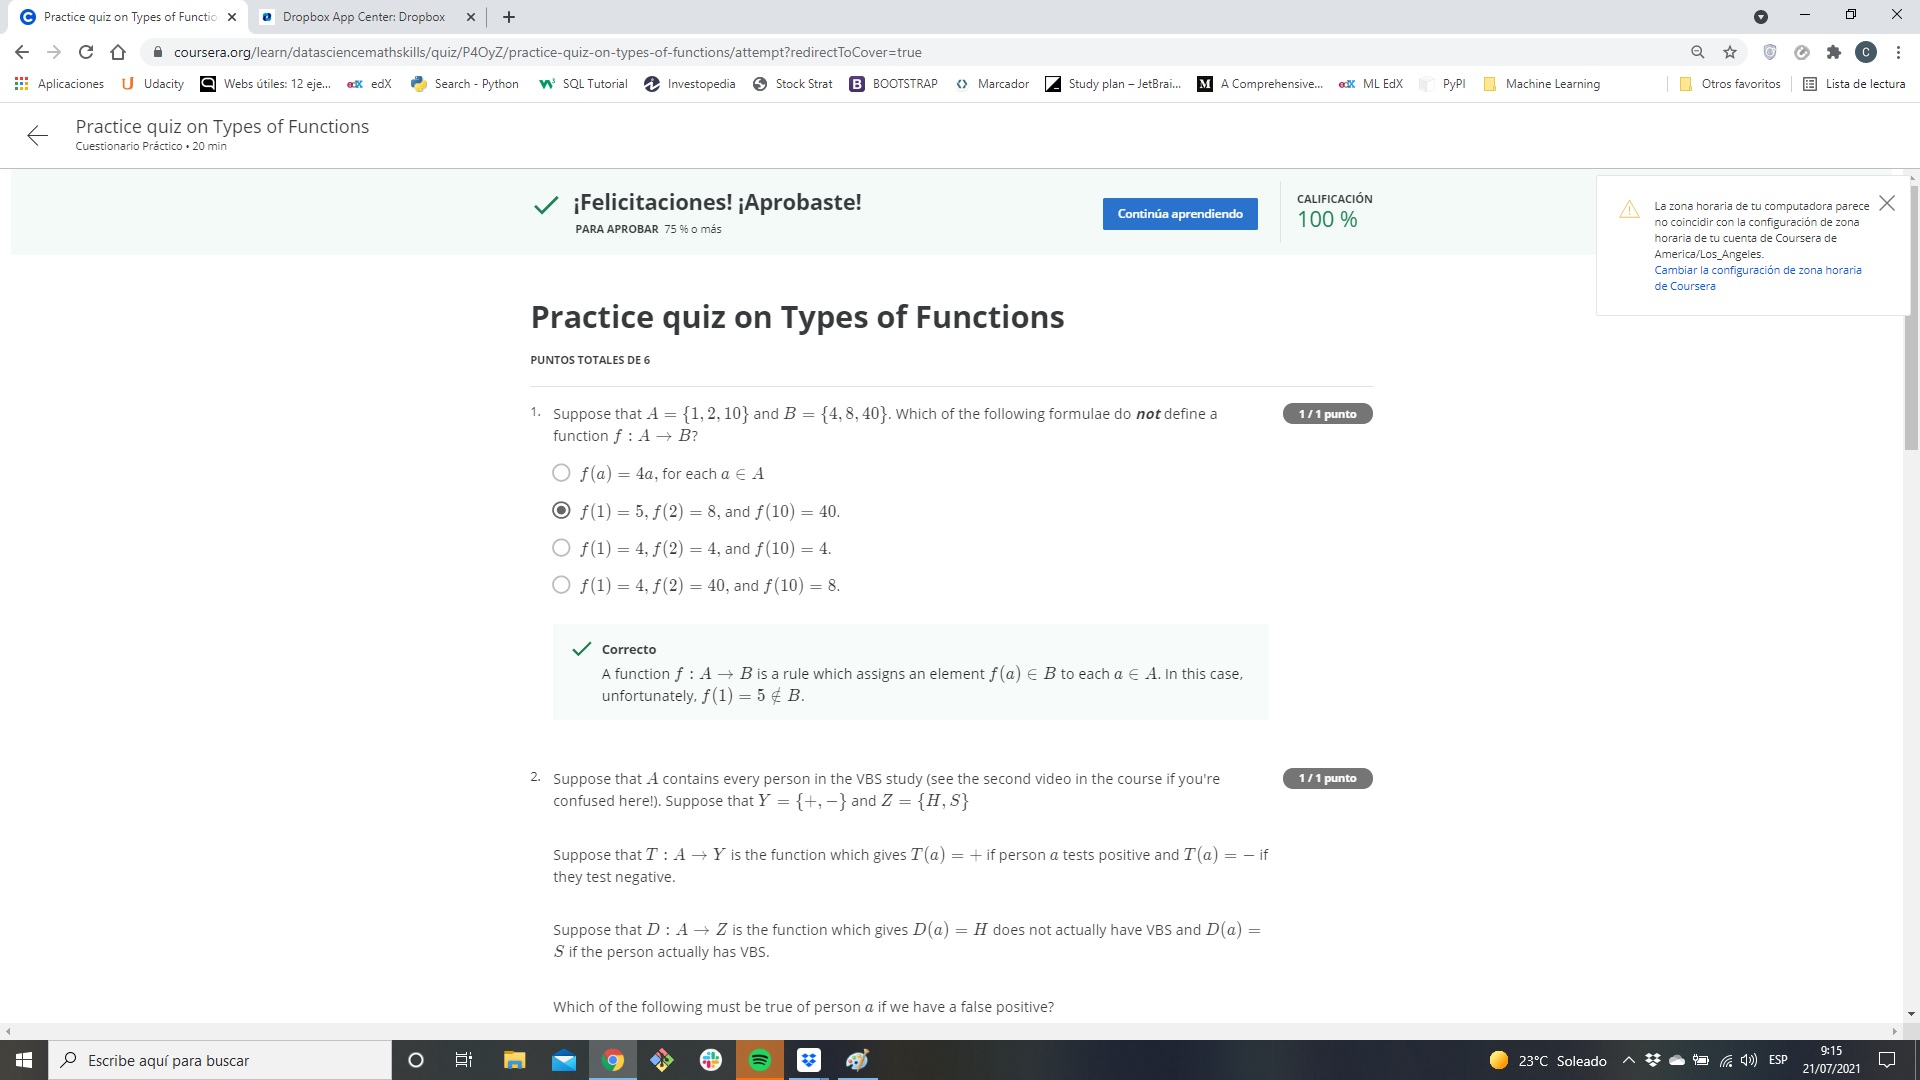 Practice quiz on Types of Functio
Dropbox App Center: Dropbox
coursera.org/learn/datasciencemathskills/quiz/P4OyZ/practice-quiz-on-types-of-functions/attempt?redirectToCover=true
C
Aplicaciones
Udacity
Webs útiles: 12 eje...
edX
Search - Python
SQL Tutorial
Investopedia
Stock Strat
BOOTSTRAP
Marcador
Study plan – JetBrai...
A Comprehensive...
ML EdX
PyPI
Machine Learning
Otros favoritos
Lista de lectura
Practice quiz on Types of Functions
Cuestionario Práctico • 20 min
¡Felicitaciones! ¡Aprobaste!
PARA APROBAR 75 % o más
Continúa aprendiendo
CALIFICACIÓN
100 %
La zona horaria de tu computadora parece
no coincidir con la configuración de zona
horaria de tu cuenta de Coursera de
America/Los_Angeles.
Cambiar la configuración de zona horaria
de Coursera
Practice quiz on Types of Functions
PUNTOS TOTALES DE 6
1. Suppose that A = {1, 2, 10} and B = {4, 8, 40}. Which of the following formulae do not define a
function f : A → B?
1 / 1 punto
f(a) = 4a, for each a ∈ A
f(1) = 5, f(2) = 8, and f(10) = 40.
f(1) = 4, f(2) = 4, and f(10) = 4.
f(1) = 4, f(2) = 40, and f(10) = 8.
Correcto
A function f : A → B is a rule which assigns an element f(a) ∈ B to each a ∈ A. In this case,
unfortunately, f(1) = 5 ∉ B.
2. Suppose that A contains every person in the VBS study (see the second video in the course if you're
confused here!). Suppose that Y = {+, −} and Z = {H, S}
1 / 1 punto
Suppose that T : A → Y is the function which gives T(a) = + if person a tests positive and T(a) = − if
they test negative.
Suppose that D : A → Z is the function which gives D(a) = H does not actually have VBS and D(a) =
S if the person actually has VBS.
Which of the following must be true of person a if we have a false positive?
Escribe aquí para buscar
23°C Soleado
ESP
9:15
21/07/2021